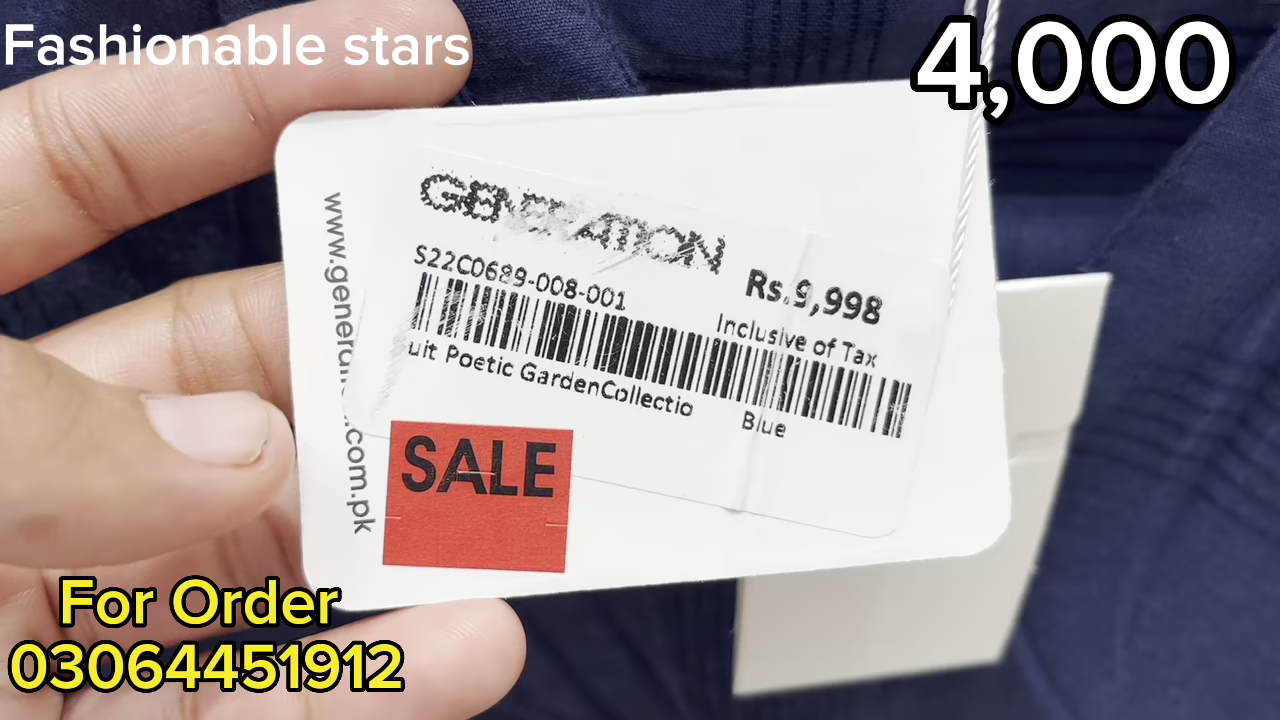 Fashionable stars
4,000
GENERATION
S22C0689-008-001
Rs.9,998
Inclusive of Tax
uit Poetic GardenCollectio
Blue
SALE
www.genera
.com.pk
For Order
03064451912